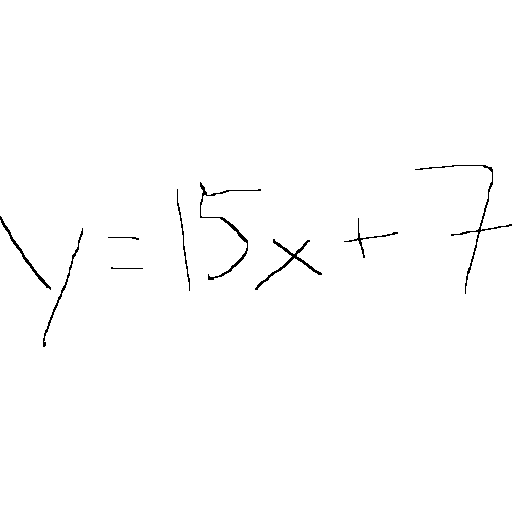 y = 15x + 7